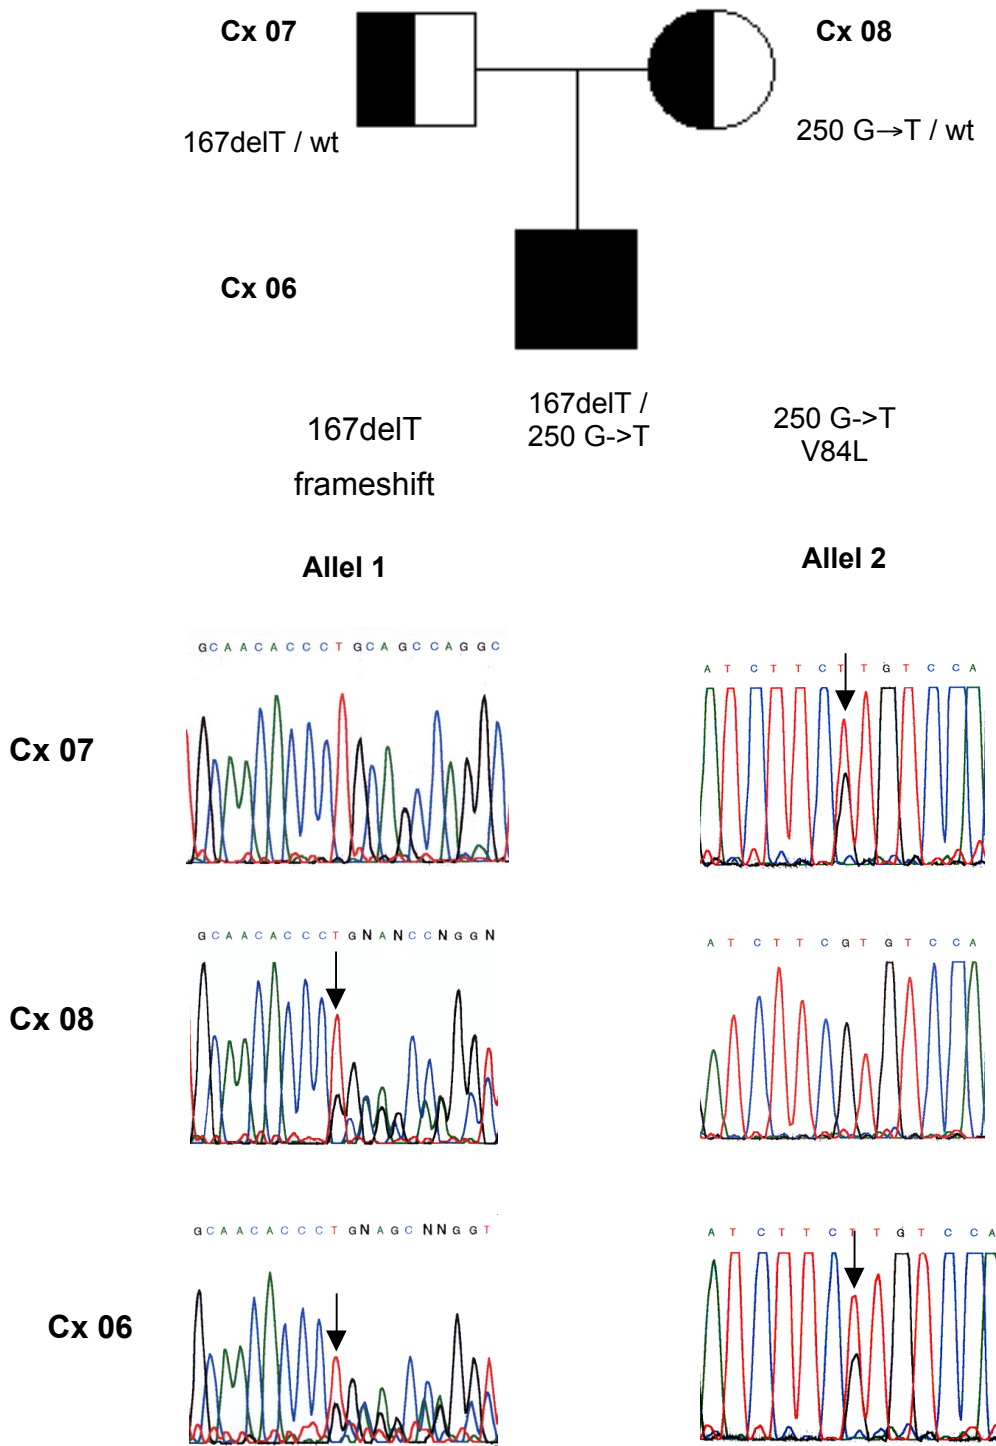 Cx 07
Cx 08
167delT / wt
250 G→T / wt
Cx 06
167delT /
250 G->T
167delT
frameshift
250 G->T
V84L
Allel 1
Allel 2
GCAACACCCTGCAGCCAGGC
ATCTTCTTGTCCA
Cx 07
GCAACACCCTGNANCCNGGN
ATCTTCGTGTCCA
Cx 08
GCAACACCCTGNAGCNNGGT
ATCTTCTTGTCCA
Cx 06